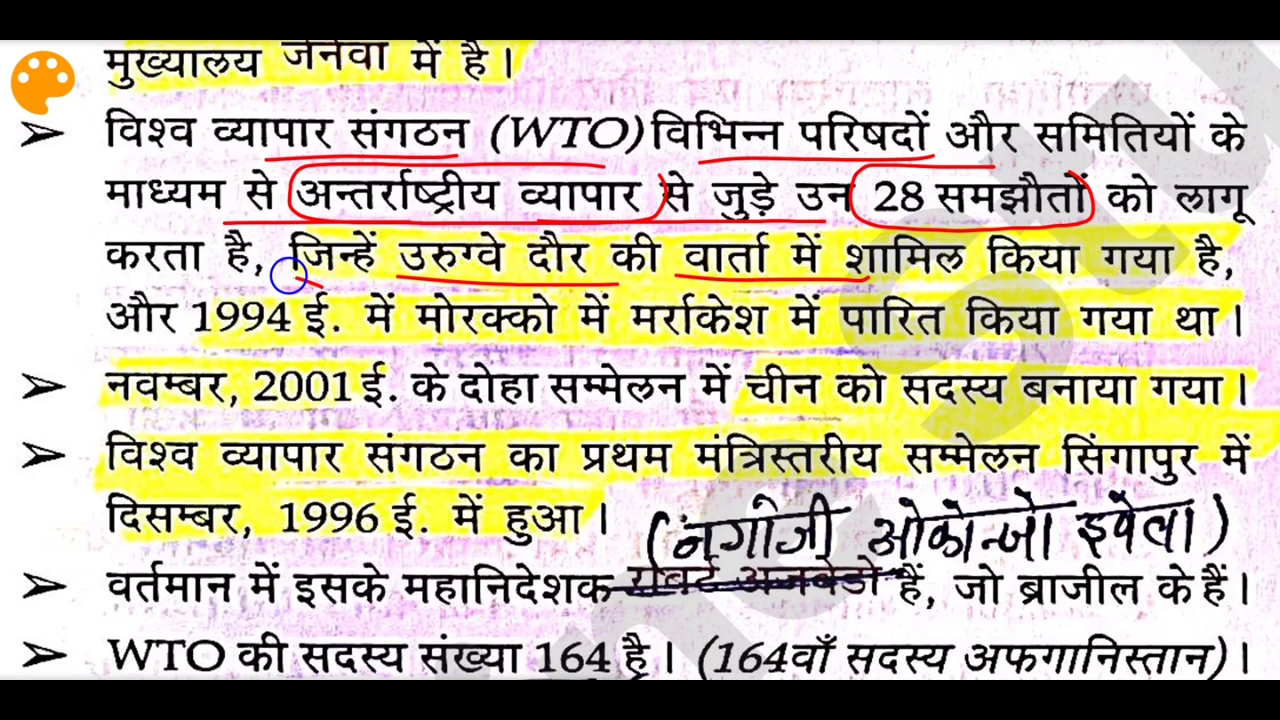 मुख्यालय जेनेवा में है।
➢ विश्व व्यापार संगठन (WTO) विभिन्न परिषदों और समितियों के
माध्यम से अन्तर्राष्ट्रीय व्यापार से जुड़े उन 28 समझौतों को लागू
करता है, जिन्हें उरुग्वे दौर की वार्ता में शामिल किया गया है,
और 1994 ई. में मोरक्को में मर्राकेश में पारित किया गया था।
➢ नवम्बर, 2001 ई. के दोहा सम्मेलन में चीन को सदस्य बनाया गया।
➢ विश्व व्यापार संगठन का प्रथम मंत्रिस्तरीय सम्मेलन सिंगापुर में
दिसम्बर, 1996 ई. में हुआ।
(नगोजी ओकोन्जो इवेला)
➢ वर्तमान में इसके महानिदेशक रॉबर्ट अजवेडो हैं, जो ब्राजील के हैं।
➢ WTO की सदस्य संख्या 164 है। (164वाँ सदस्य अफगानिस्तान)।